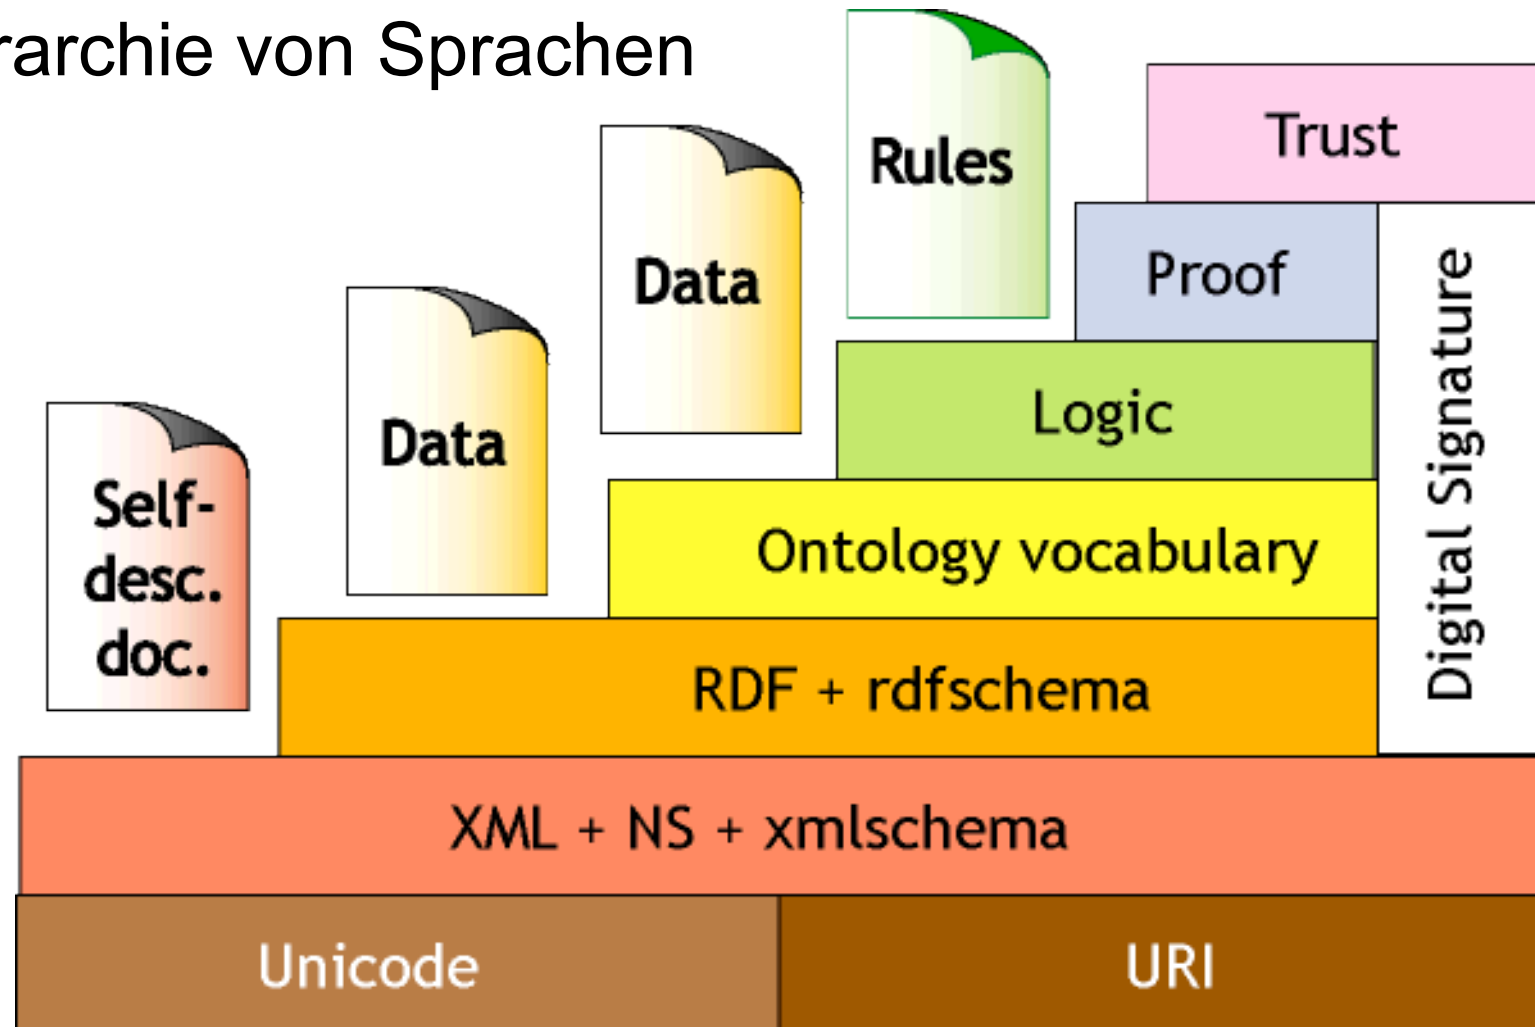 rarchie von Sprachen
Trust
Rules
Proof
Data
Digital Signature
Logic
Data
Ontology vocabulary
Self-
desc.
doc.
RDF + rdfschema
XML + NS + xmlschema
Unicode
URI